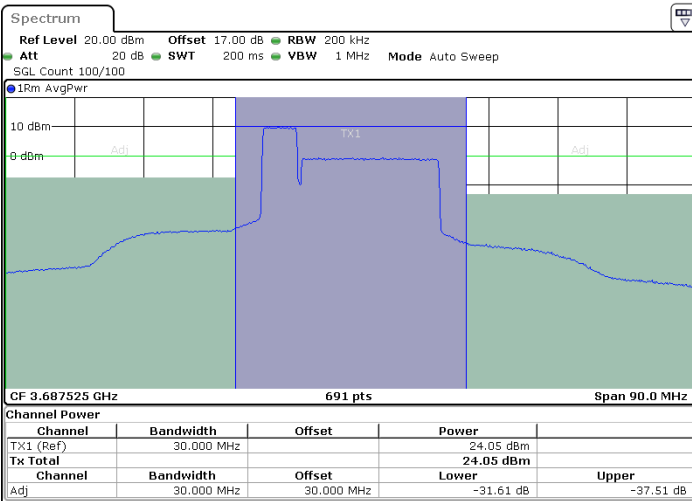 Spectrum
Ref Level 20.00 dBm Offset 17.00 dB RBW 200 kHz
Att 20 dB SWT 200 ms VBW 1 MHz Mode Auto Sweep
SGL Count 100/100
1Rm AvgPwr
10 dBm
TX1
0 dBm
Adj Adj
CF 3.687525 GHz 691 pts Span 90.0 MHz
Channel Power
Channel Bandwidth Offset Power
TX1 (Ref) 30.000 MHz 24.05 dBm
Tx Total 24.05 dBm
Channel Bandwidth Offset Lower Upper
Adj 30.000 MHz 30.000 MHz -31.61 dB -37.51 dB